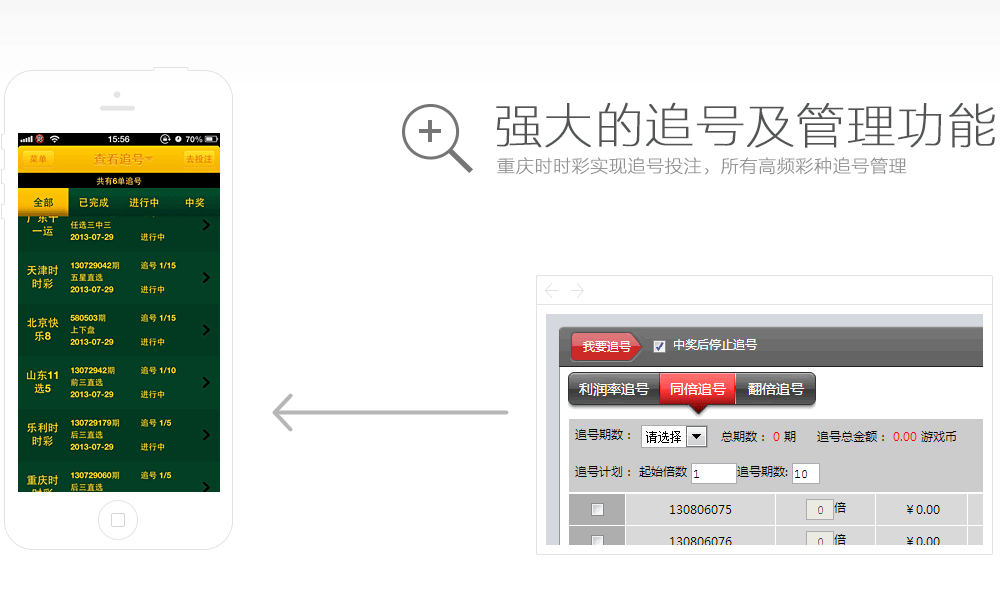 强大的追号及管理功能
重庆时时彩实现追号投注，所有高频彩种追号管理
15:56
70%
菜单
查看追号
去投注
共有6单追号
全部 已完成 进行中 中奖
广东十一运
任选三中三
2013-07-29 进行中
天津时时彩
130729042期 追号 1/15
五星直选
2013-07-29 进行中
北京快乐8
580503期 追号 1/15
上下盘
2013-07-29 进行中
山东11选5
13072942期 追号 1/10
前三直选
2013-07-29 进行中
乐利时时彩
130729179期 追号 1/5
后三直选
2013-07-29 进行中
重庆时时彩
130729060期 追号 1/5
后三直选
我要追号 中奖后停止追号
利润率追号 同倍追号 翻倍追号
追号期数： 请选择 总期数： 0 期 追号总金额： 0.00 游戏币
追号计划： 起始倍数 1 追号期数: 10
130806075 0 倍 ￥0.00
130806076 0 倍 ￥0.00